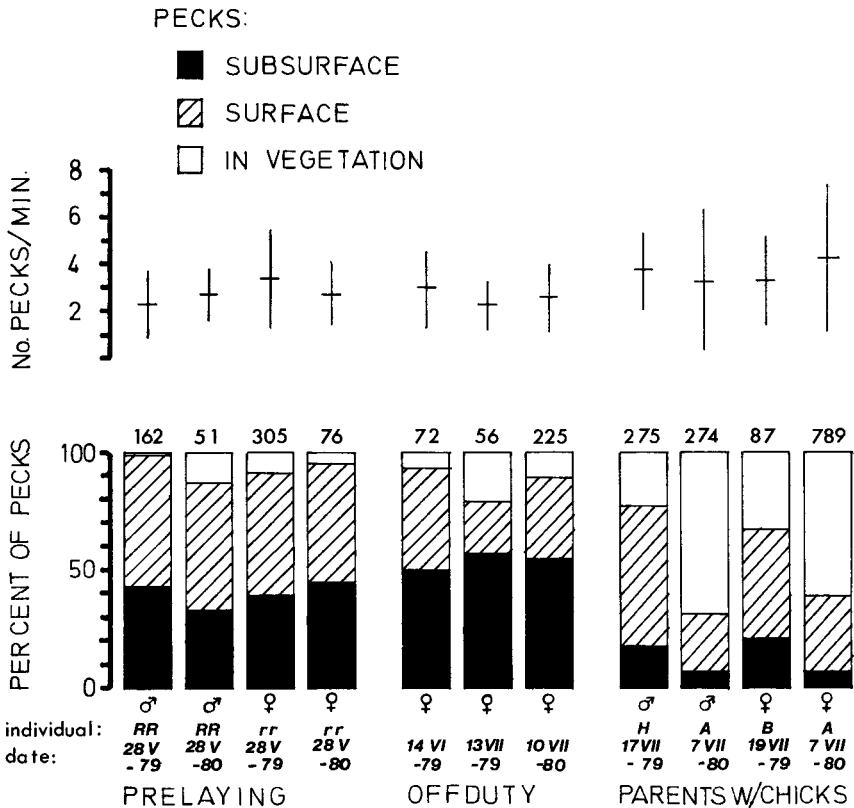 PECKS:
SUBSURFACE
SURFACE
IN VEGETATION
No. PECKS/MIN.
8
6
4
2
PERCENT OF PECKS
162 51 305 76 72 56 225 275 274 87 789
100
50
0
♂ ♂ ♀ ♀ ♀ ♀ ♀ ♂ ♂ ♀ ♀
individual: RR RR rr rr H A B A
date: 28 V 28 V 28 V 28 V 14 VI 13 VII 10 VII 17 VII 7 VII 19 VII 7 VII
-79 -80 -79 -80 -79 -79 -80 -79 -80 -79 -80
PRELAYING OFFDUTY PARENTS W/CHICKS